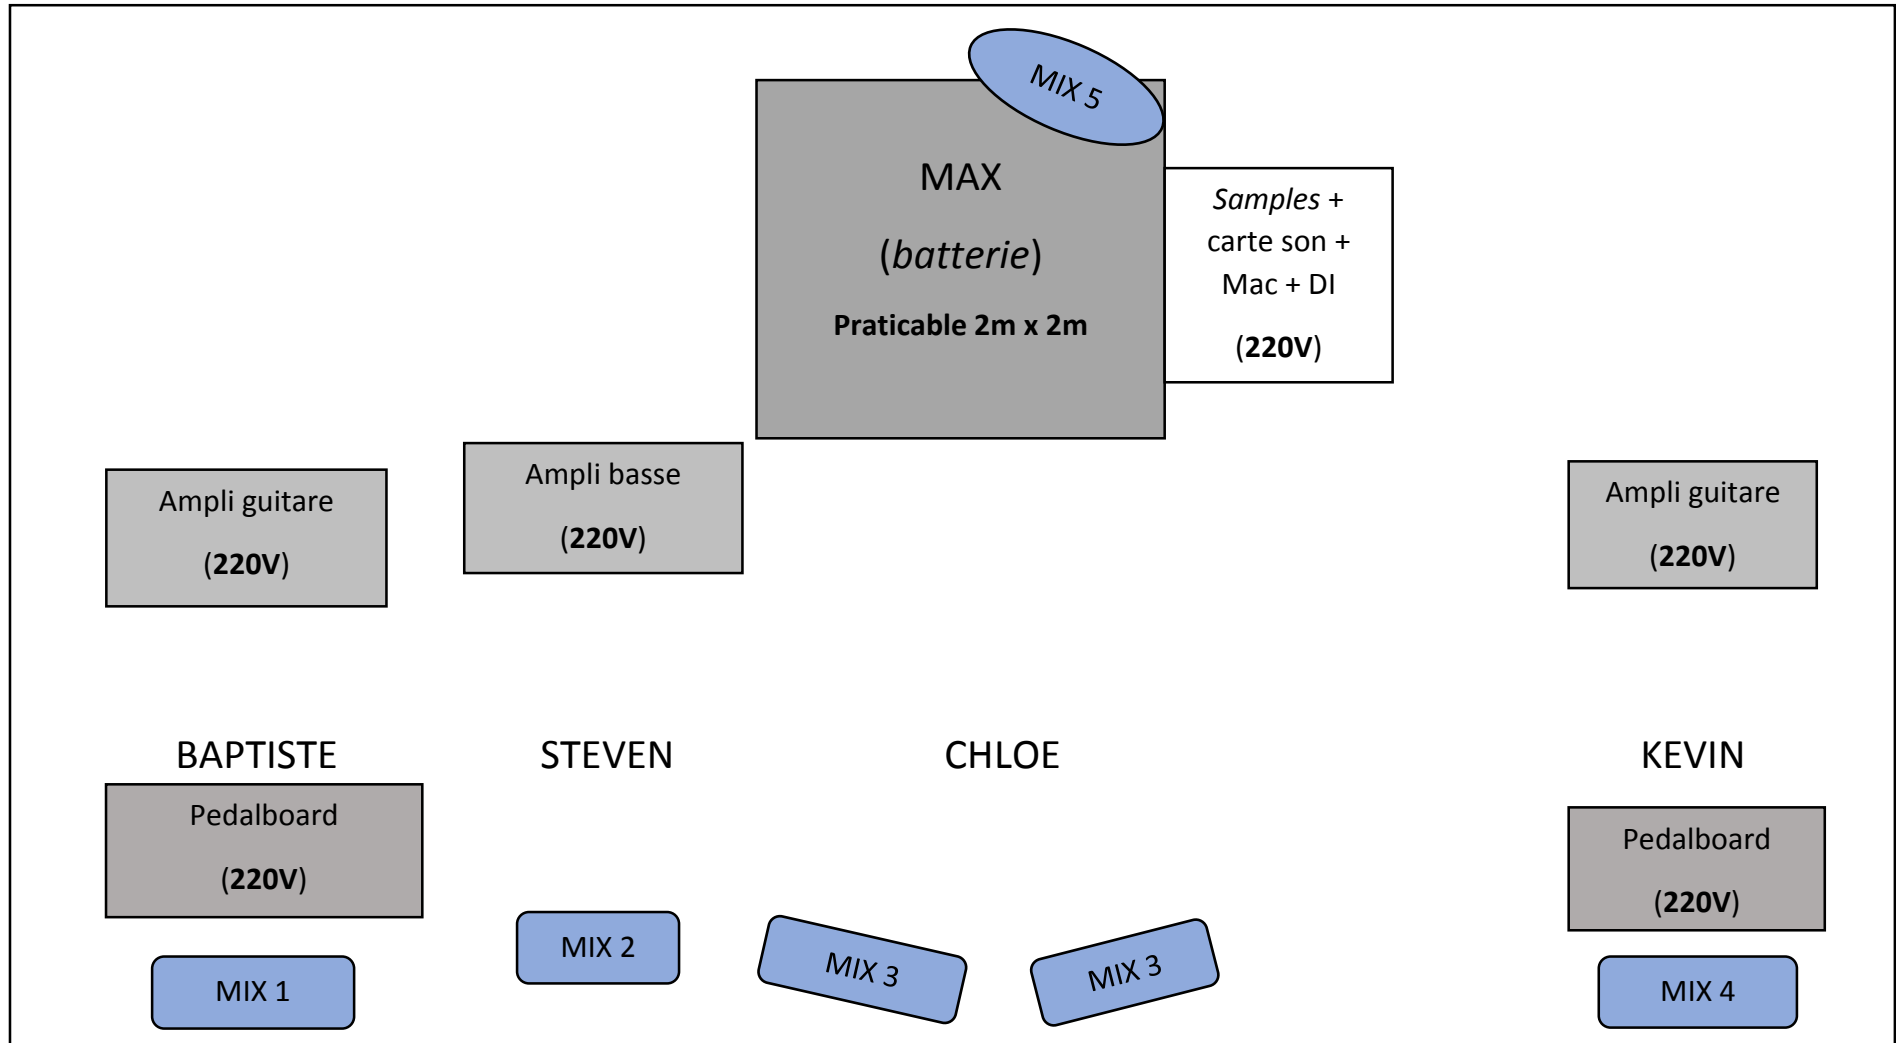 MIX 5
MAX
(batterie)
Praticable 2m x 2m
Samples +
carte son +
Mac + DI
(220V)
Ampli guitare
(220V)
Ampli basse
(220V)
Ampli guitare
(220V)
BAPTISTE
STEVEN
CHLOE
KEVIN
Pedalboard
(220V)
Pedalboard
(220V)
MIX 1
MIX 2
MIX 3
MIX 3
MIX 4